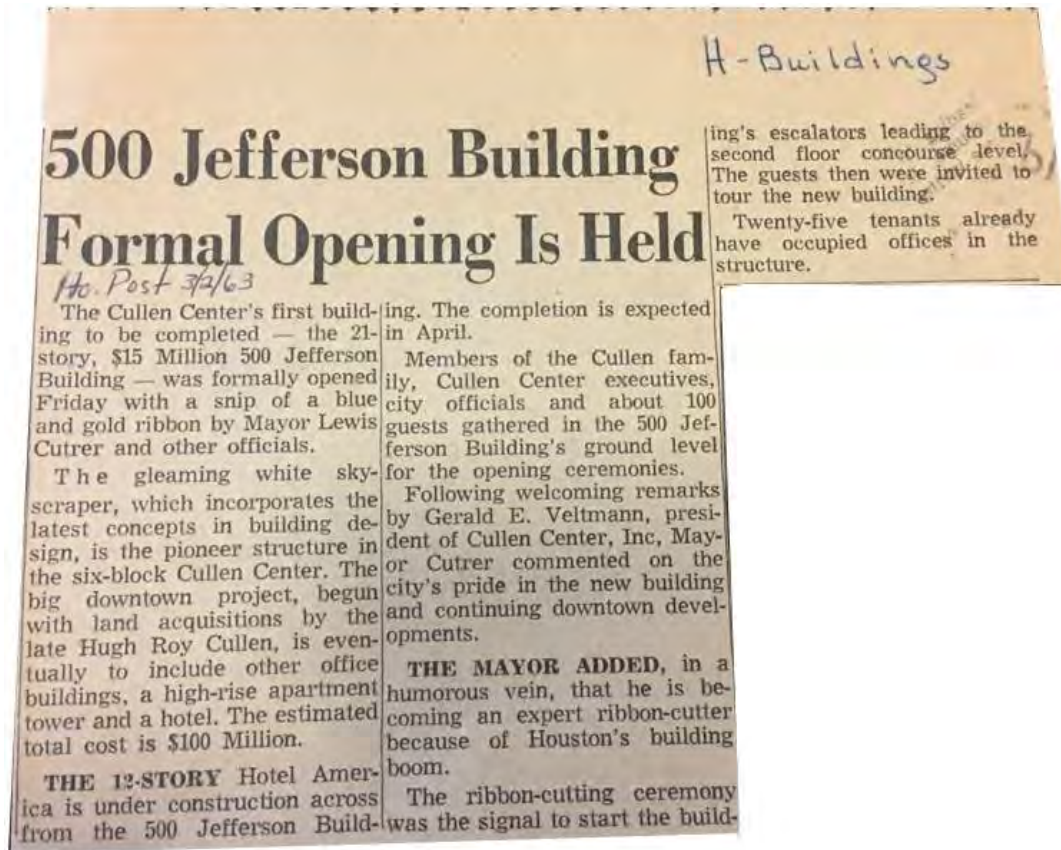 H-Buildings
500 Jefferson Building
Formal Opening Is Held
Ho. Post 3/2/63
The Cullen Center's first build-
ing to be completed — the 21-
story, $15 Million 500 Jefferson
Building — was formally opened
Friday with a snip of a blue
and gold ribbon by Mayor Lewis
Cutrer and other officials.
The gleaming white sky-
scraper, which incorporates the
latest concepts in building de-
sign, is the pioneer structure in
the six-block Cullen Center. The
big downtown project, begun
with land acquisitions by the
late Hugh Roy Cullen, is even-
tually to include other office
buildings, a high-rise apartment
tower and a hotel. The estimated
total cost is $100 Million.
THE 12-STORY Hotel Amer-
ica is under construction across
from the 500 Jefferson Build-
ing. The completion is expected
in April.
Members of the Cullen fam-
ily, Cullen Center executives,
city officials and about 100
guests gathered in the 500 Jef-
ferson Building's ground level
for the opening ceremonies.
Following welcoming remarks
by Gerald E. Veltmann, presi-
dent of Cullen Center, Inc, May-
or Cutrer commented on the
city's pride in the new building
and continuing downtown devel-
opments.
THE MAYOR ADDED, in a
humorous vein, that he is be-
coming an expert ribbon-cutter
because of Houston's building
boom.
The ribbon-cutting ceremony
was the signal to start the build-
ing's escalators leading to the
second floor concourse level.
The guests then were invited to
tour the new building.
Twenty-five tenants already
have occupied offices in the
structure.